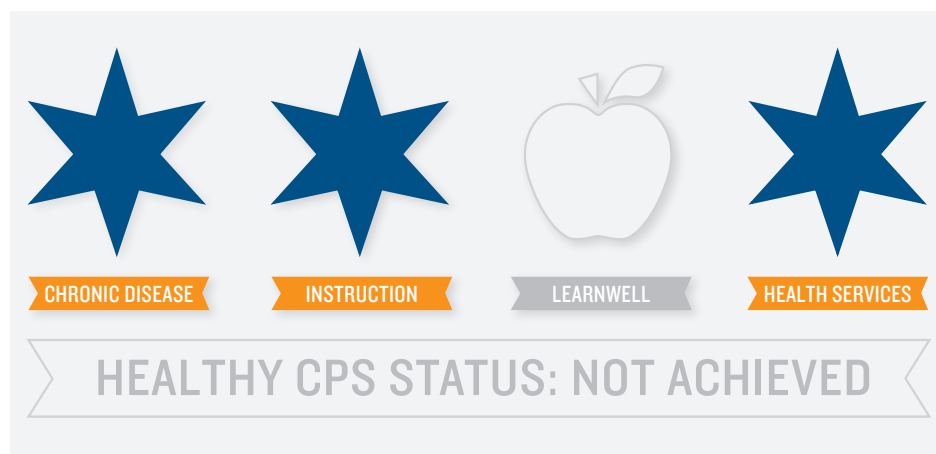 CHRONIC DISEASE
INSTRUCTION
LEARNWELL
HEALTH SERVICES
HEALTHY CPS STATUS: NOT ACHIEVED